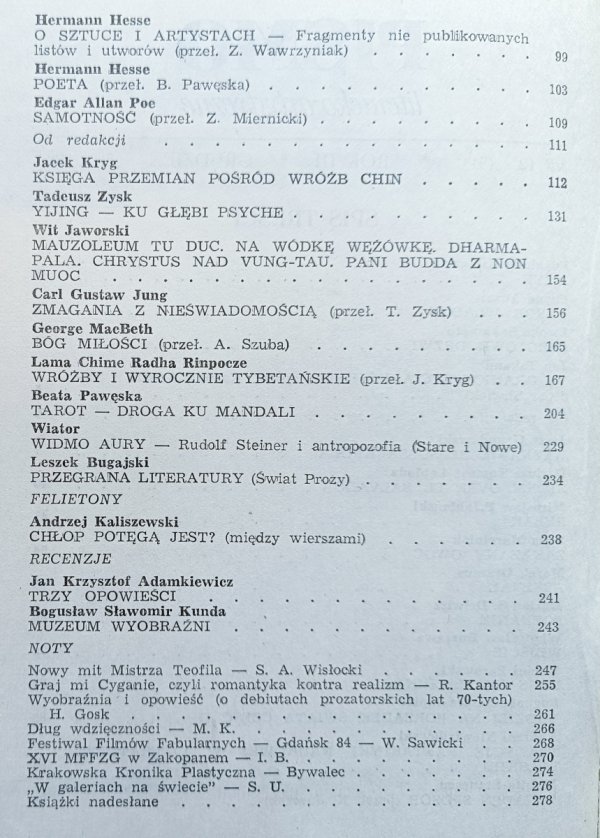 Hermann Hesse
O SZTUCE I ARTYSTACH — Fragmenty nie publikowanych
listów i utworów (przeł. Z. Wawrzyniak) . . . . . . 99
Hermann Hesse
POETA (przeł. B. Pawęska) . . . . . . . . 103
Edgar Allan Poe
SAMOTNOŚĆ (przeł. Z. Miernicki) . . . . . . . 109
Od redakcji . . . . . . . . . . . 111
Jacek Kryg
KSIĘGA PRZEMIAN POŚRÓD WRÓŻB CHIN . . . . . 112
Tadeusz Zysk
YIJING — KU GŁĘBI PSYCHE . . . . . . . . 131
Wit Jaworski
MAUZOLEUM TU DUC. NA WÓDKĘ WĘŻÓWKĘ. DHARMA-
PALA. CHRYSTUS NAD VUNG-TAU. PANI BUDDA Z NON
MUOC . . . . . . . . . . . . 154
Carl Gustaw Jung
ZMAGANIA Z NIEŚWIADOMOŚCIĄ (przeł. T. Zysk) . . . 156
George MacBeth
BÓG MIŁOŚCI (przeł. A. Szuba) . . . . . . . 165
Lama Chime Radha Rinpocze
WRÓŻBY I WYROCZNIE TYBETAŃSKIE (przeł. J. Kryg) . . 167
Beata Pawęska
TAROT — DROGA KU MANDALI . . . . . . . 204
Wiator
WIDMO AURY — Rudolf Steiner i antropozofia (Stare i Nowe) 229
Leszek Bugajski
PRZEGRANA LITERATURY (Świat Prozy) . . . . . . 234
FELIETONY
Andrzej Kaliszewski
CHŁOP POTĘGĄ JEST? (między wierszami) . . . . . 238
RECENZJE
Jan Krzysztof Adamkiewicz
TRZY OPOWIEŚCI . . . . . . . . . . 241
Bogusław Sławomir Kunda
MUZEUM WYOBRAŹNI . . . . . . . . . 243
NOTY
Nowy mit Mistrza Teofila — S. A. Wisłocki . . . . . . 247
Graj mi Cyganie, czyli romantyka kontra realizm — R. Kantor 255
Wyobraźnia i opowieść (o debiutach prozatorskich lat 70-tych)
H. Gosk . . . . . . . . . . . . 261
Dług wdzięczności — M. K. . . . . . . . . 266
Festiwal Filmów Fabularnych — Gdańsk 84 — W. Sawicki . . 268
XVI MFFZG w Zakopanem — I. B. . . . . . . . 270
Krakowska Kronika Plastyczna — Bywalec . . . . . . 274
„W galeriach na świecie” — S. U. . . . . . . . 276
Książki nadesłane . . . . . . . . . . 278